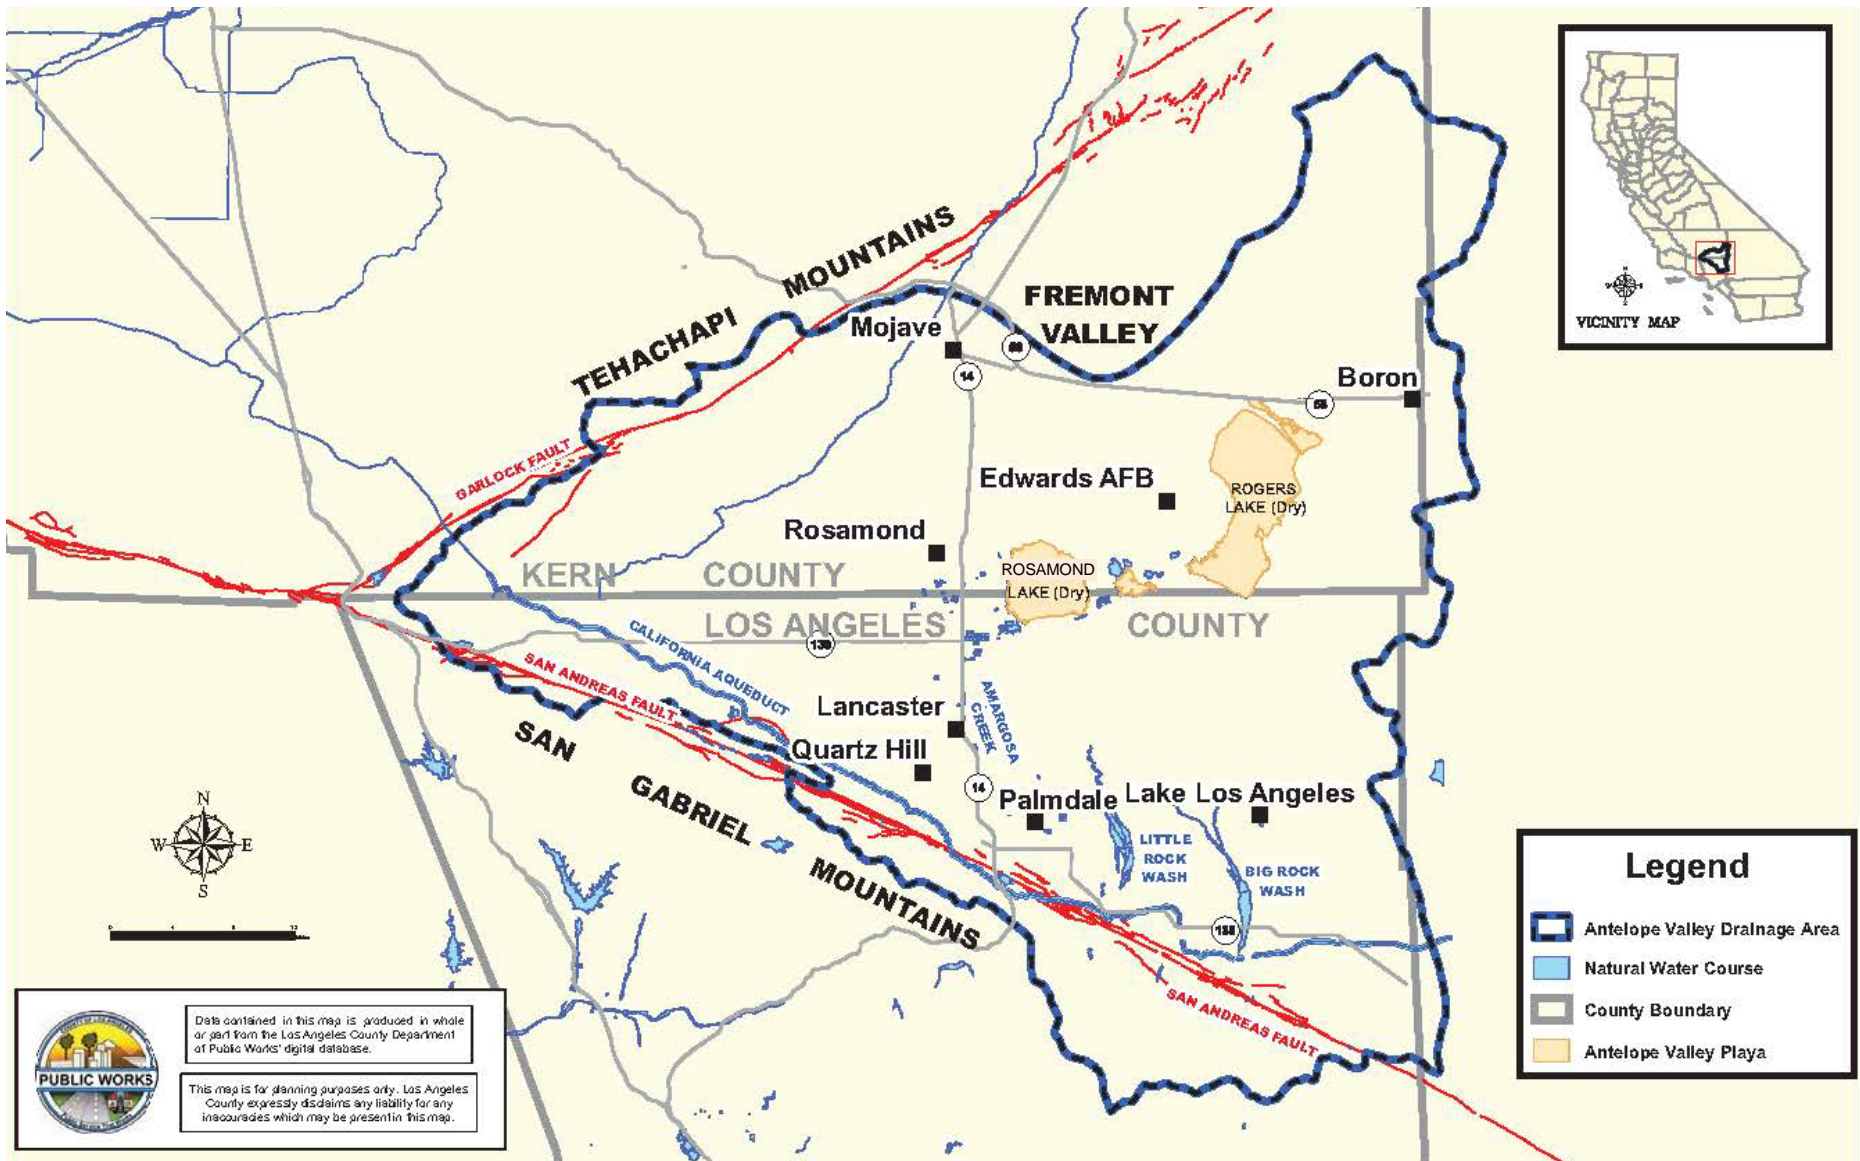 TEHACHAPI MOUNTAINS
FREMONT
VALLEY
Mojave
58
14
Boron
58
GARLOCK FAULT
Edwards AFB
ROGERS
LAKE (Dry)
Rosamond
ROSAMOND
LAKE (Dry)
KERN COUNTY
LOS ANGELES COUNTY
138
CALIFORNIA AQUEDUCT
SAN ANDREAS FAULT
Lancaster
AMARGOSA
CREEK
Quartz Hill
14
Palmdale
Lake Los Angeles
LITTLE
ROCK
WASH
BIG ROCK
WASH
138
SAN GABRIEL MOUNTAINS
SAN ANDREAS FAULT
N
W
E
S
VICINITY MAP
Legend
Antelope Valley Drainage Area
Natural Water Course
County Boundary
Antelope Valley Playa
PUBLIC WORKS
Data contained in this map is produced in whole
or part from the Los Angeles County Department
of Public Works' digital database.
This map is for planning purposes only. Los Angeles
County expressly disclaims any liability for any
inaccuracies which may be present in this map.